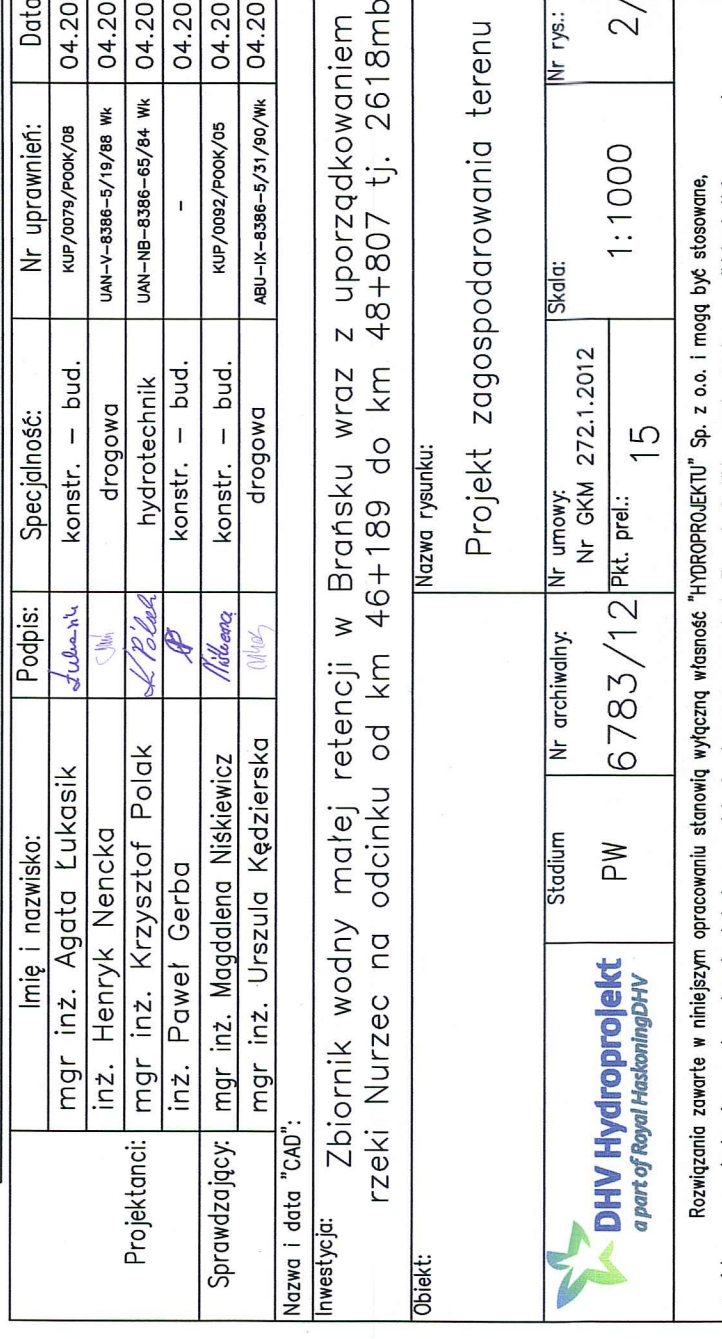 Imię i nazwisko: Podpis: Specjalność: Nr uprawnień: Data
Projektanci: mgr inż. Agata Łukasik konstr. – bud. KUP/0079/POOK/08 04.20
inż. Henryk Nencka drogowa UAN-V-8386-5/19/88 Wk 04.20
mgr inż. Krzysztof Polak K Polak hydrotechnik UAN-NB-8386-65/84 Wk 04.20
inż. Paweł Gerba konstr. – bud. – 04.20
Sprawdzający: mgr inż. Magdalena Niśkiewicz konstr. – bud. KUP/0092/POOK/05 04.20
mgr inż. Urszula Kędzierska drogowa ABU-IX-8386-5/31/90/Wk 04.20
Nazwa i data "CAD":
Inwestycja:
Zbiornik wodny małej retencji w Brańsku wraz z uporządkowaniem
rzeki Nurzec na odcinku od km 46+189 do km 48+807 tj. 2618mb
Obiekt:
Nazwa rysunku:
Projekt zagospodarowania terenu
DHV Hydroprojekt
a part of Royal HaskoningDHV
Stadium
PW
Nr archiwalny:
6783/12
Nr umowy:
Nr GKM 272.1.2012
Pkt. prel.: 15
Skala:
1:1000
Nr rys.:
2/
Rozwiązania zawarte w niniejszym opracowaniu stanowią wyłączną własność "HYDROPROJEKTU" Sp. z o.o. i mogą być stosowane,